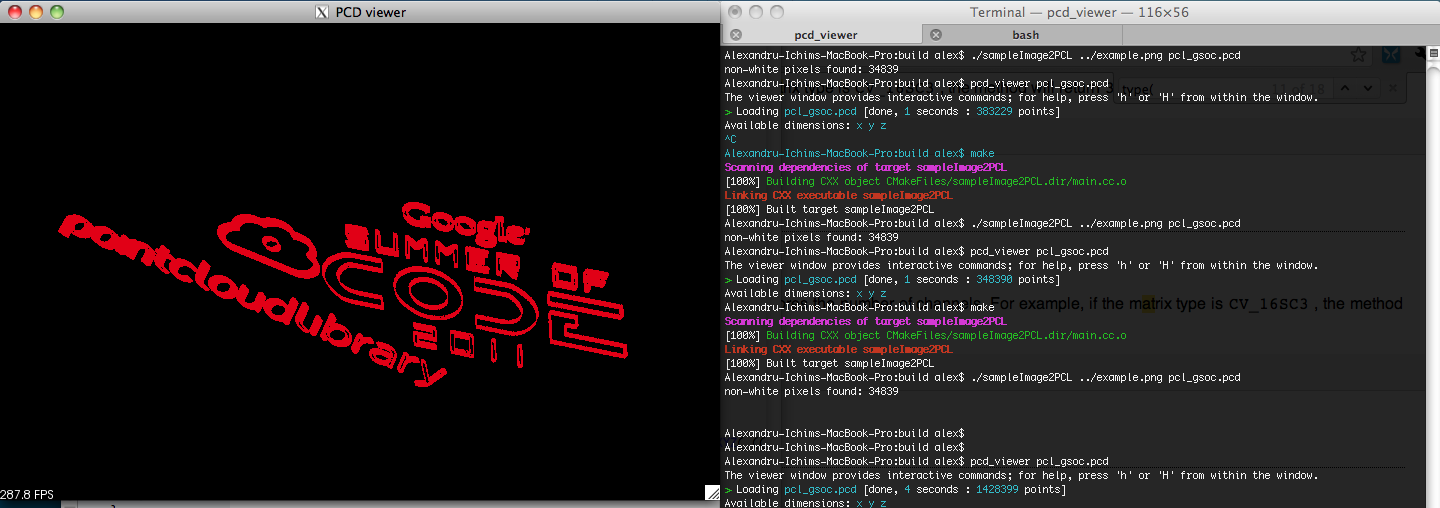 PCD viewer
Google
SUMMER OF
CODE
2011
pointcloudlibrary
287.8 FPS
Terminal — pcd_viewer — 116×56
pcd_viewer
bash
Alexandru-Ichims-MacBook-Pro:build alex$ ./sampleImage2PCL ../example.png pcl_gsoc.pcd
non-white pixels found: 34839
Alexandru-Ichims-MacBook-Pro:build alex$ pcd_viewer pcl_gsoc.pcd
type(
The viewer window provides interactive commands; for help, press 'h' or 'H' from within the window.
> Loading pcl_gsoc.pcd [done, 1 seconds : 383229 points]
Available dimensions: x y z
^C
Alexandru-Ichims-MacBook-Pro:build alex$ make
Scanning dependencies of target sampleImage2PCL
[100%] Building CXX object CMakeFiles/sampleImage2PCL.dir/main.cc.o
Linking CXX executable sampleImage2PCL
[100%] Built target sampleImage2PCL
Alexandru-Ichims-MacBook-Pro:build alex$ ./sampleImage2PCL ../example.png pcl_gsoc.pcd
non-white pixels found: 34839
Alexandru-Ichims-MacBook-Pro:build alex$ pcd_viewer pcl_gsoc.pcd
The viewer window provides interactive commands; for help, press 'h' or 'H' from within the window.
> Loading pcl_gsoc.pcd [done, 1 seconds : 348390 points]
Available dimensions: x y z
Alexandru-Ichims-MacBook-Pro:build alex$ make
For example, if the matrix type is CV_16SC3 , the method
Scanning dependencies of target sampleImage2PCL
[100%] Building CXX object CMakeFiles/sampleImage2PCL.dir/main.cc.o
Linking CXX executable sampleImage2PCL
[100%] Built target sampleImage2PCL
Alexandru-Ichims-MacBook-Pro:build alex$ ./sampleImage2PCL ../example.png pcl_gsoc.pcd
non-white pixels found: 34839
Alexandru-Ichims-MacBook-Pro:build alex$
Alexandru-Ichims-MacBook-Pro:build alex$
Alexandru-Ichims-MacBook-Pro:build alex$ pcd_viewer pcl_gsoc.pcd
The viewer window provides interactive commands; for help, press 'h' or 'H' from within the window.
> Loading pcl_gsoc.pcd [done, 4 seconds : 1428399 points]
Available dimensions: x y z